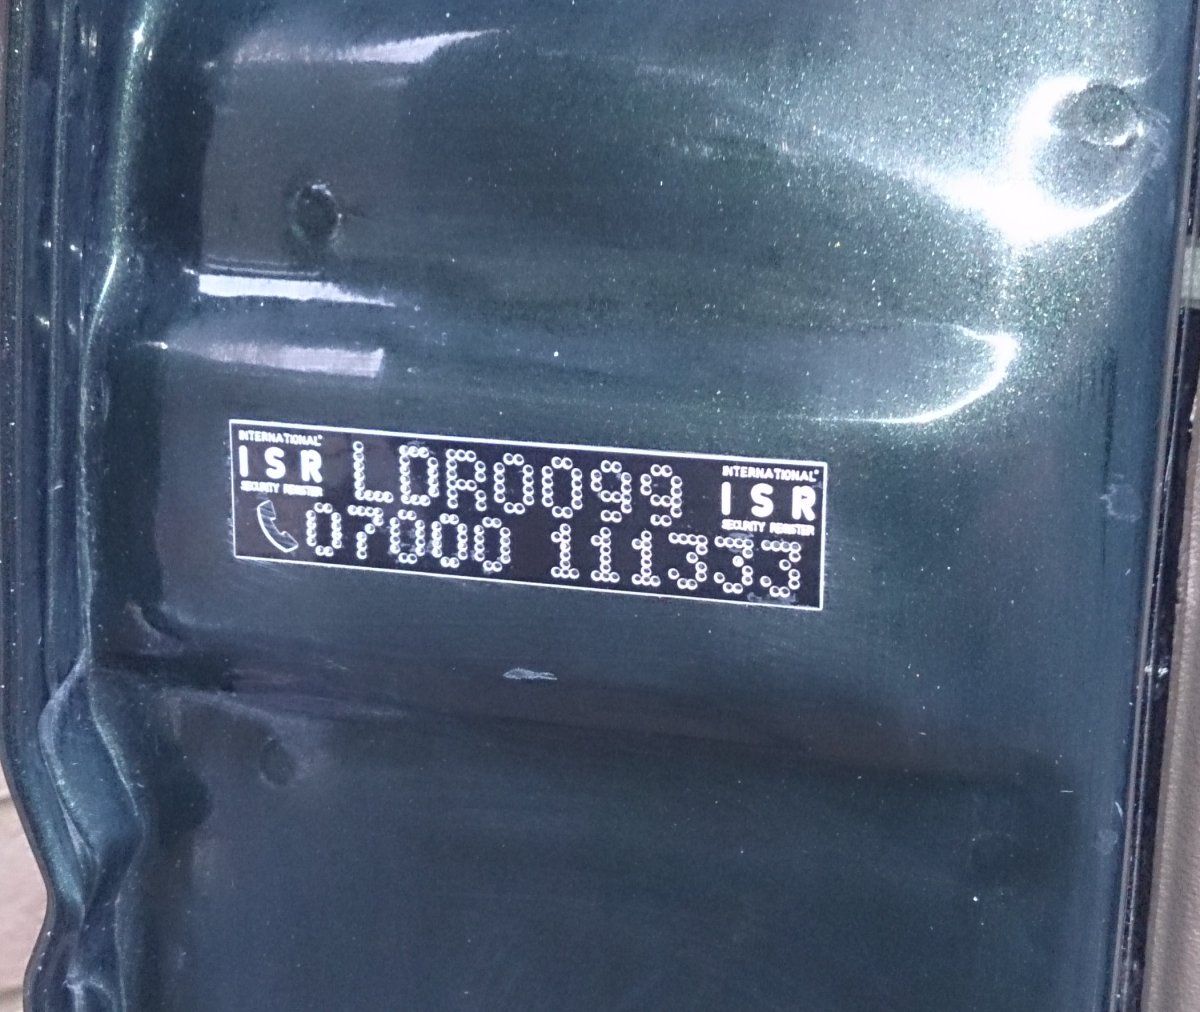 INTERNATIONAL
ISR
SECURITY REGISTER
LDR0099
07000 111333
INTERNATIONAL
ISR
SECURITY REGISTER